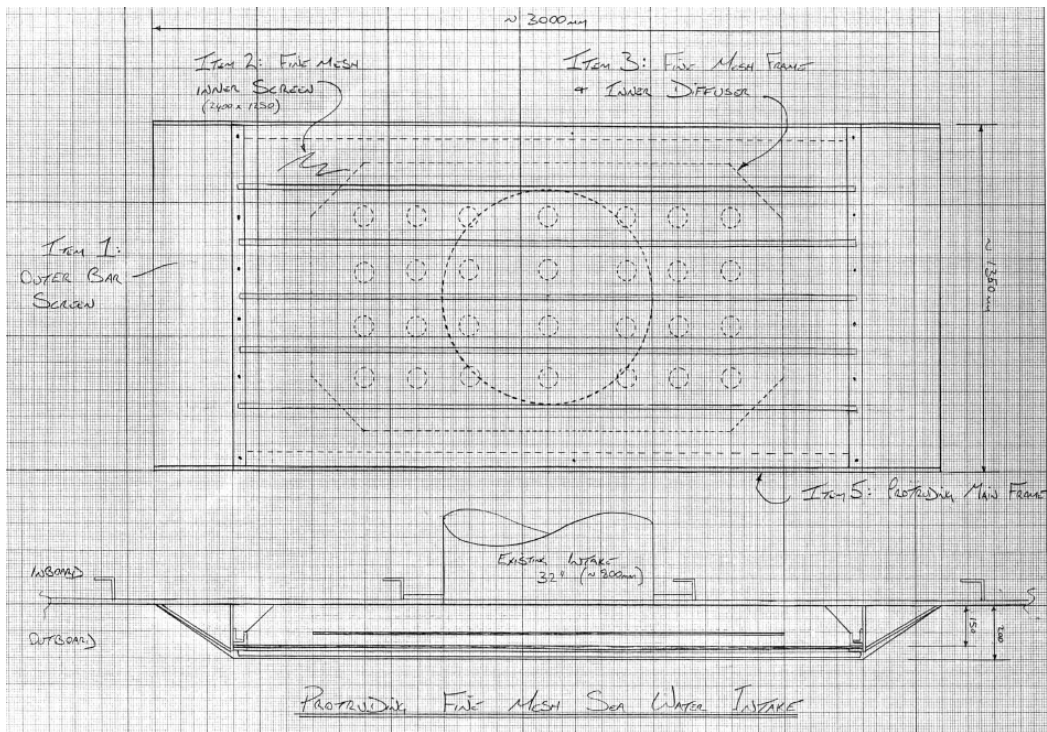 ~ 3000mm
ITEM 2: FINE MESH
INNER SCREEN
(2400 x 1250)
ITEM 3: FINE MESH FRAME
+ INNER DIFFUSER
ITEM 1:
OUTER BAR
SCREEN
~ 1350mm
ITEM 5: PROTRUDING MAIN FRAME
EXISTING INTAKE
32" (~ 800mm)
INBOARD
OUTBOARD
150
200
PROTRUDING FINE MESH SEA WATER INTAKE